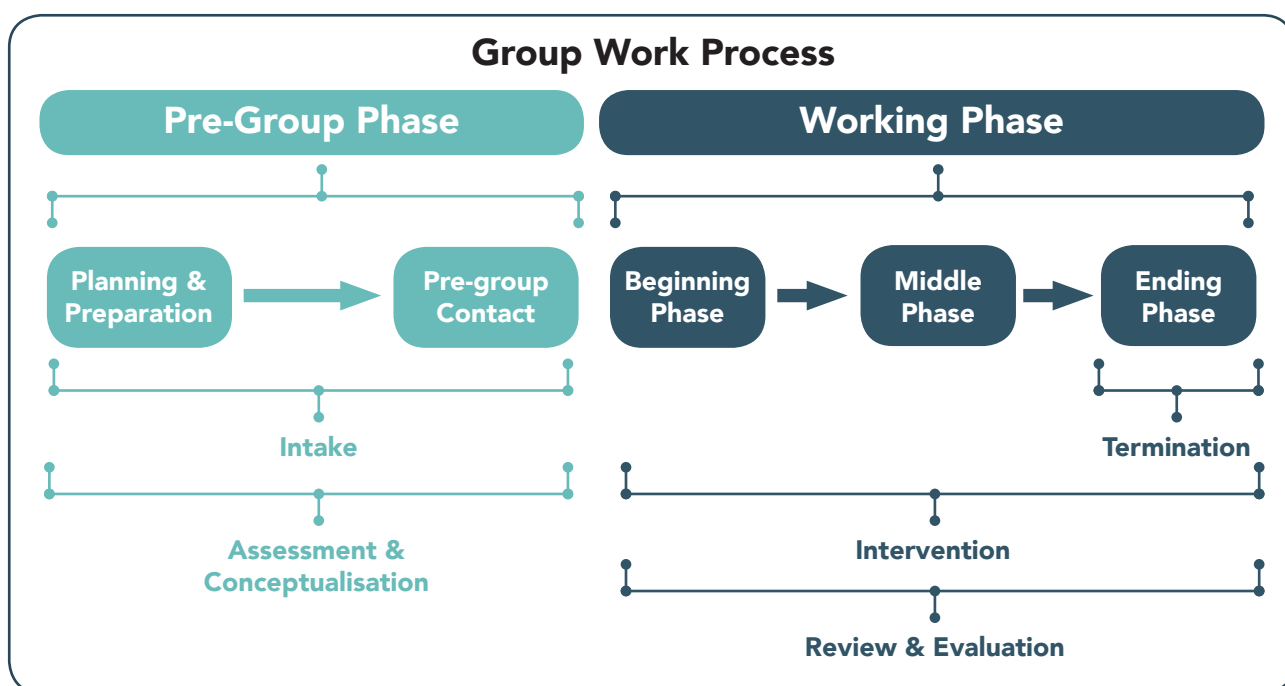 Group Work Process
Pre-Group Phase
Working Phase
Planning &
Preparation
Pre-group
Contact
Beginning
Phase
Middle
Phase
Ending
Phase
Intake
Termination
Assessment &
Conceptualisation
Intervention
Review & Evaluation